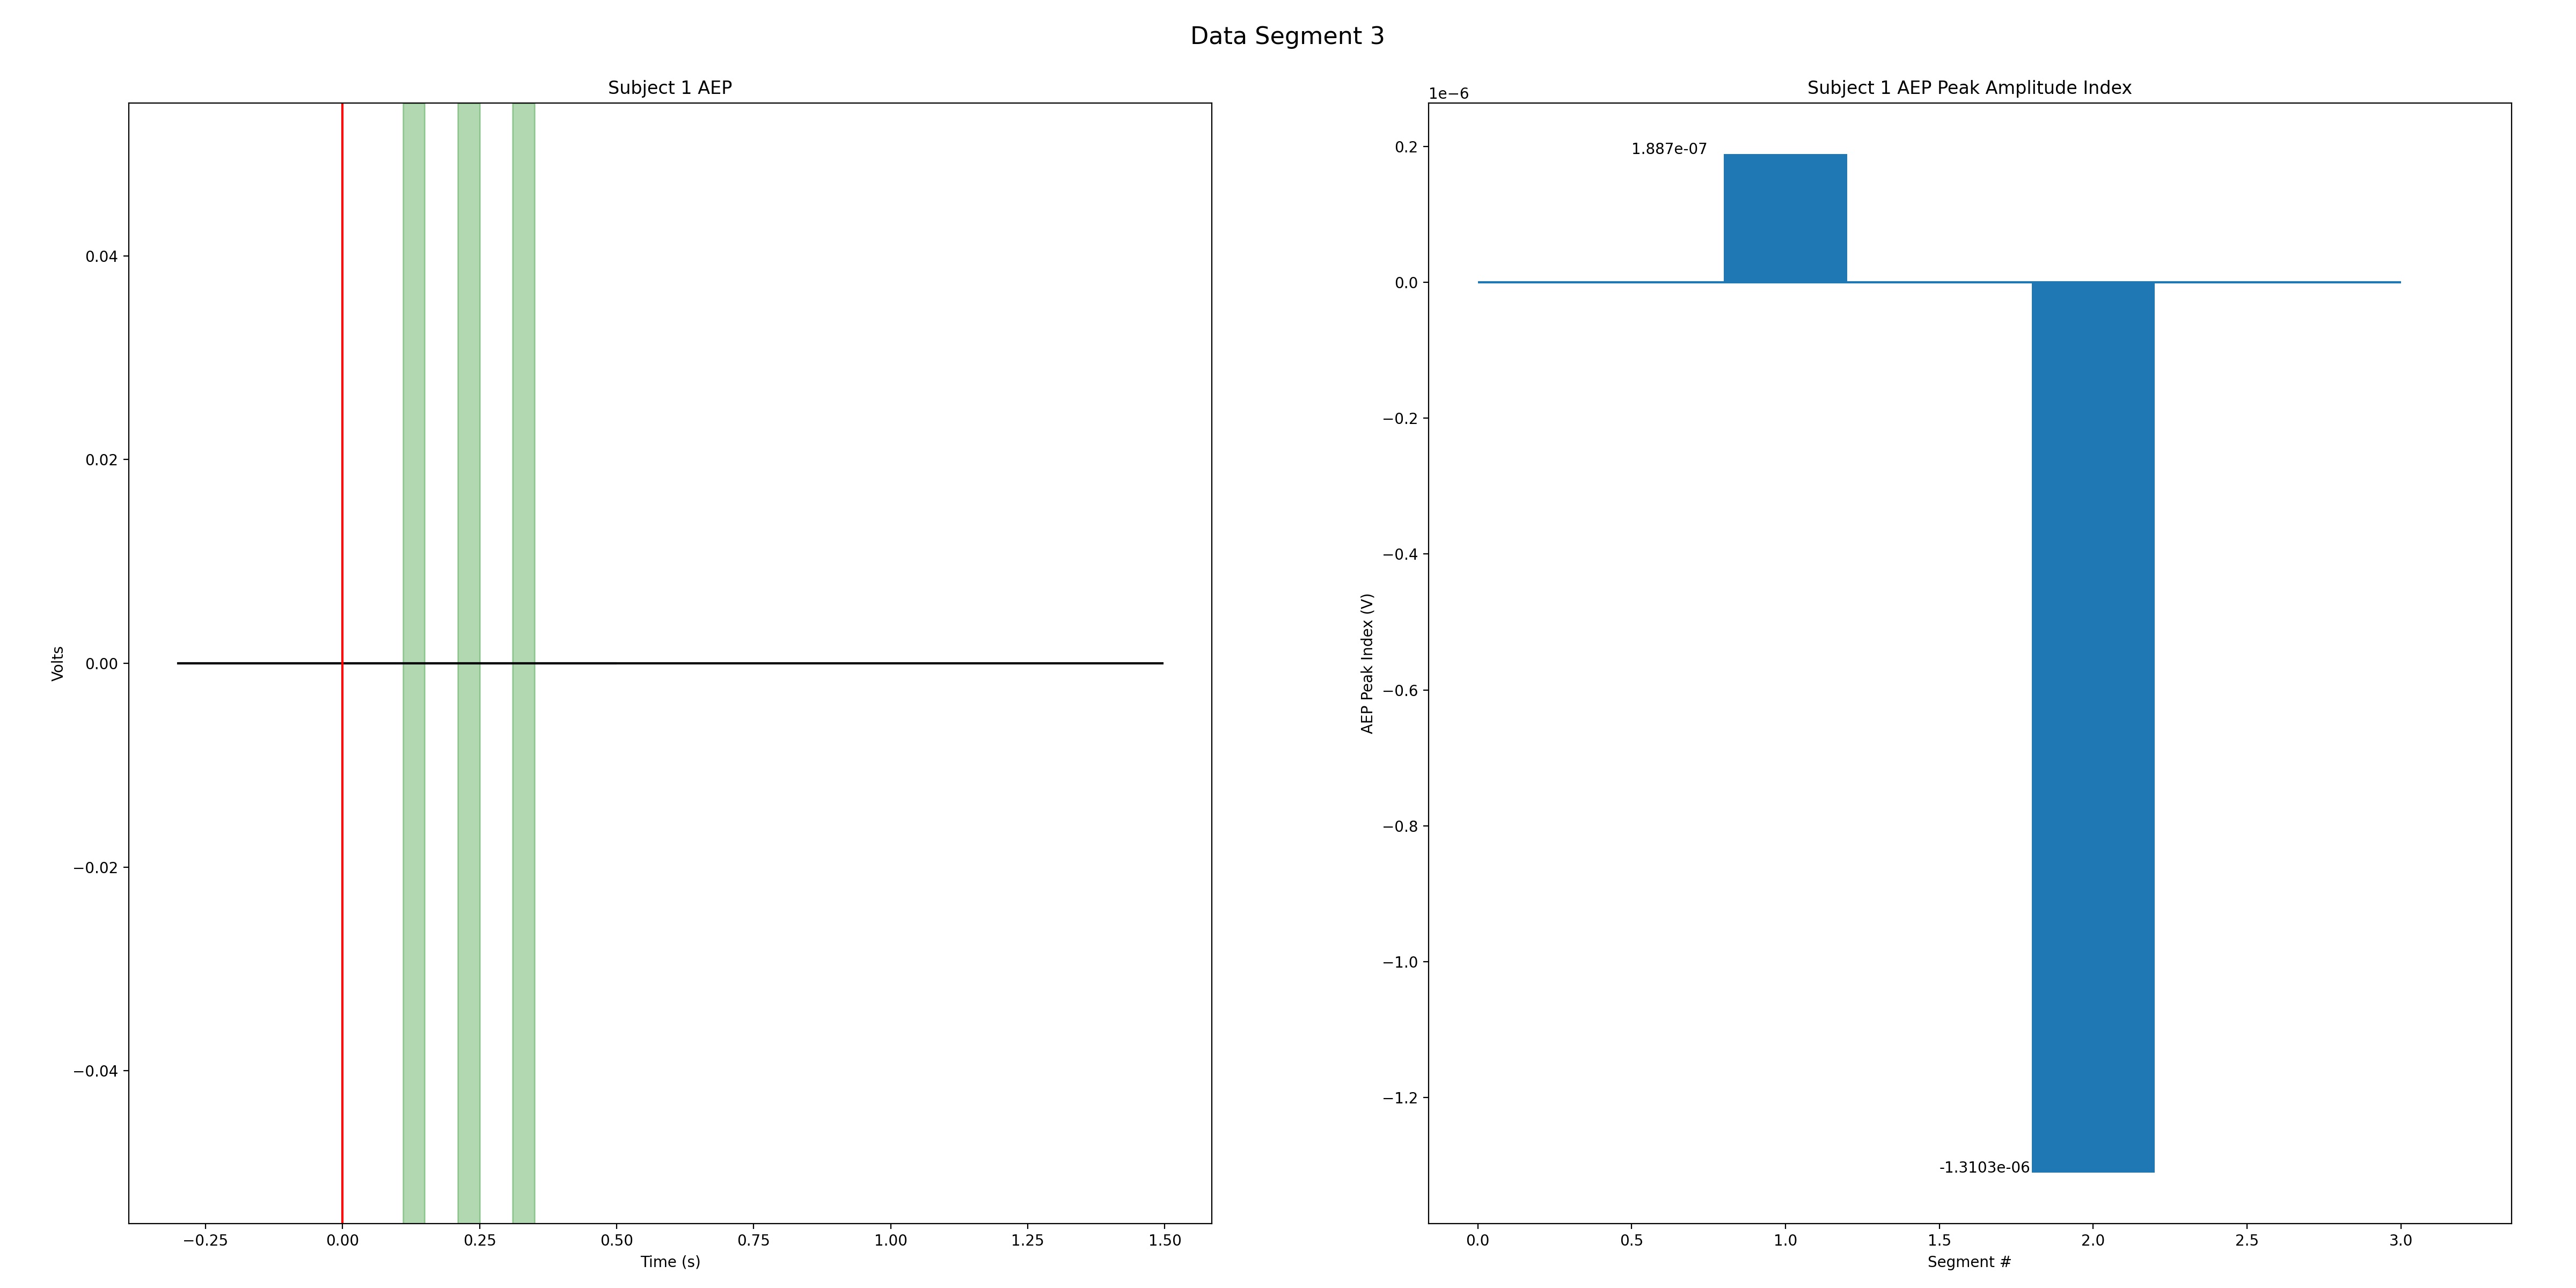 Data Segment 3
Subject 1 AEP
0.04
0.02
0.00
−0.02
−0.04
Volts
−0.25 0.00 0.25 0.50 0.75 1.00 1.25 1.50
Time (s)
Subject 1 AEP Peak Amplitude Index
1e−6
0.2
0.0
−0.2
−0.4
−0.6
−0.8
−1.0
−1.2
AEP Peak Index (V)
1.887e-07
-1.3103e-06
0.0 0.5 1.0 1.5 2.0 2.5 3.0
Segment #